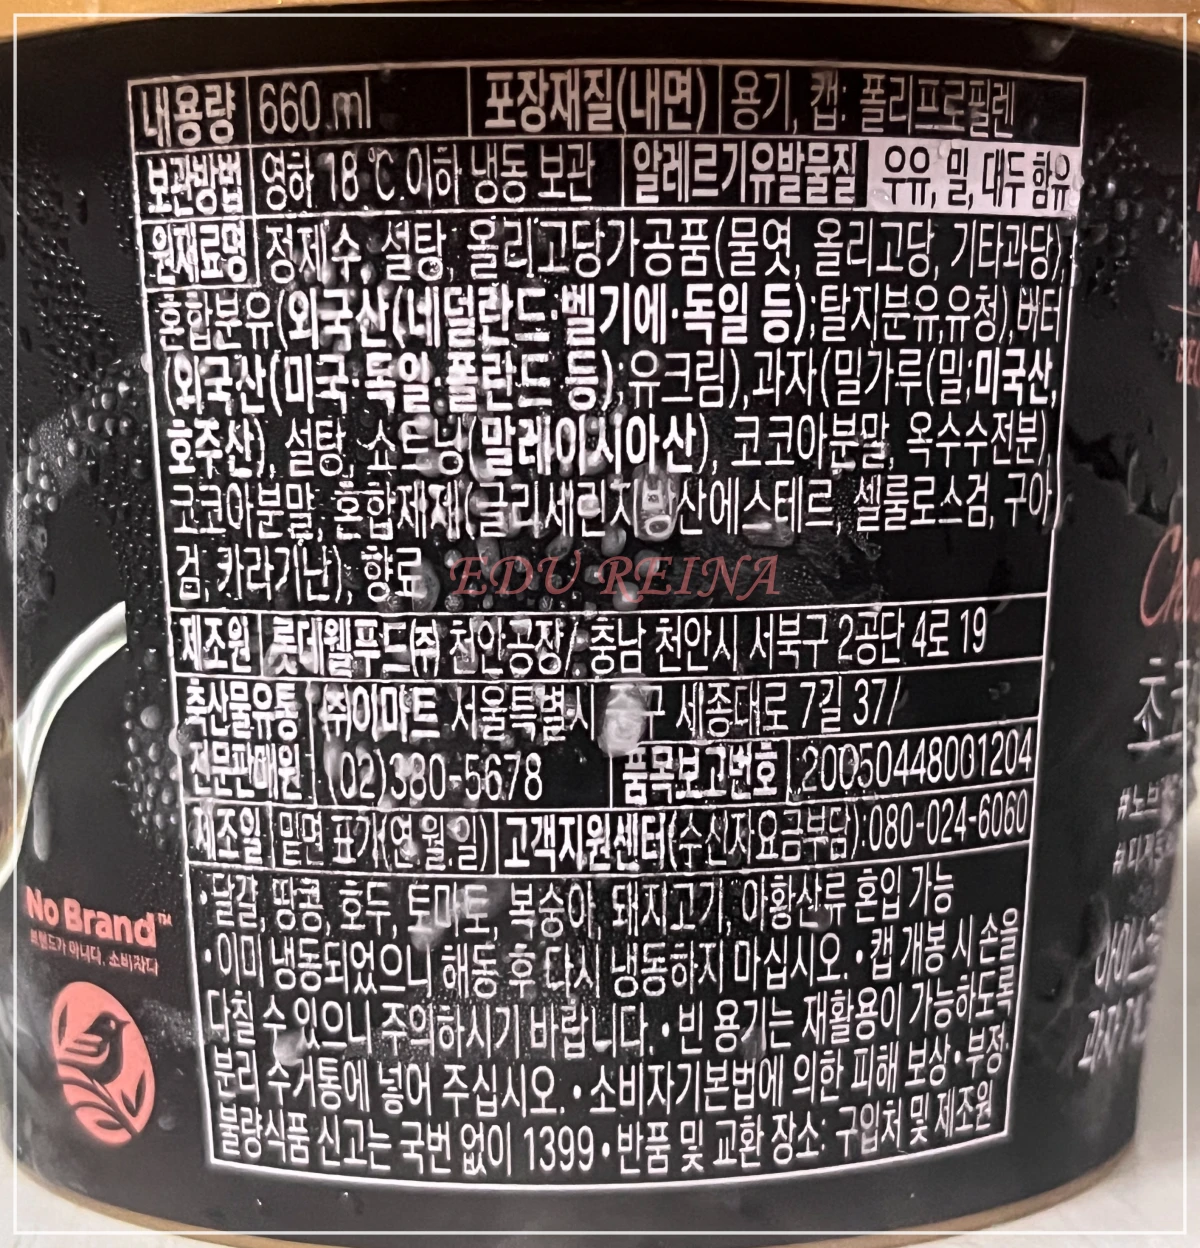 내용량 660 ml 포장재질(내면) 용기, 캡: 폴리프로필렌
보관방법 영하 18℃ 이하 냉동 보관 알레르기유발물질 우유, 밀, 대두 함유
원재료명 정제수, 설탕, 올리고당가공품(물엿, 올리고당, 기타과당),
혼합분유(외국산(네덜란드·벨기에·독일 등);탈지분유,유청),버터
(외국산(미국·독일·폴란드 등);유크림),과자(밀가루(밀;미국산,
호주산), 설탕, 쇼트닝(말레이시아산), 코코아분말, 옥수수전분),
코코아분말, 혼합제제(글리세린지방산에스테르, 셀룰로스검, 구아
검, 카라기난), 향료
EDU REINA
제조원 롯데웰푸드㈜ 천안공장/ 충남 천안시 서북구 2공단 4로 19
축산물유통 ㈜이마트 서울특별시 중구 세종대로 7길 37/
전문판매원 (02)380-5678 품목보고번호 20050448001204
제조일 밑면 표기(연.월.일) 고객지원센터(수신자요금부담):080-024-6060
·달걀, 땅콩, 호두, 토마토, 복숭아, 돼지고기, 아황산류 혼입 가능
·이미 냉동되었으니 해동 후 다시 냉동하지 마십시오. ·캡 개봉 시 손을
다칠 수 있으니 주의하시기 바랍니다. ·빈 용기는 재활용이 가능하도록
분리 수거통에 넣어 주십시오. ·소비자기본법에 의한 피해 보상·부정·
불량식품 신고는 국번 없이 1399·반품 및 교환 장소: 구입처 및 제조원
No Brand™
브랜드가 아니다. 소비자다